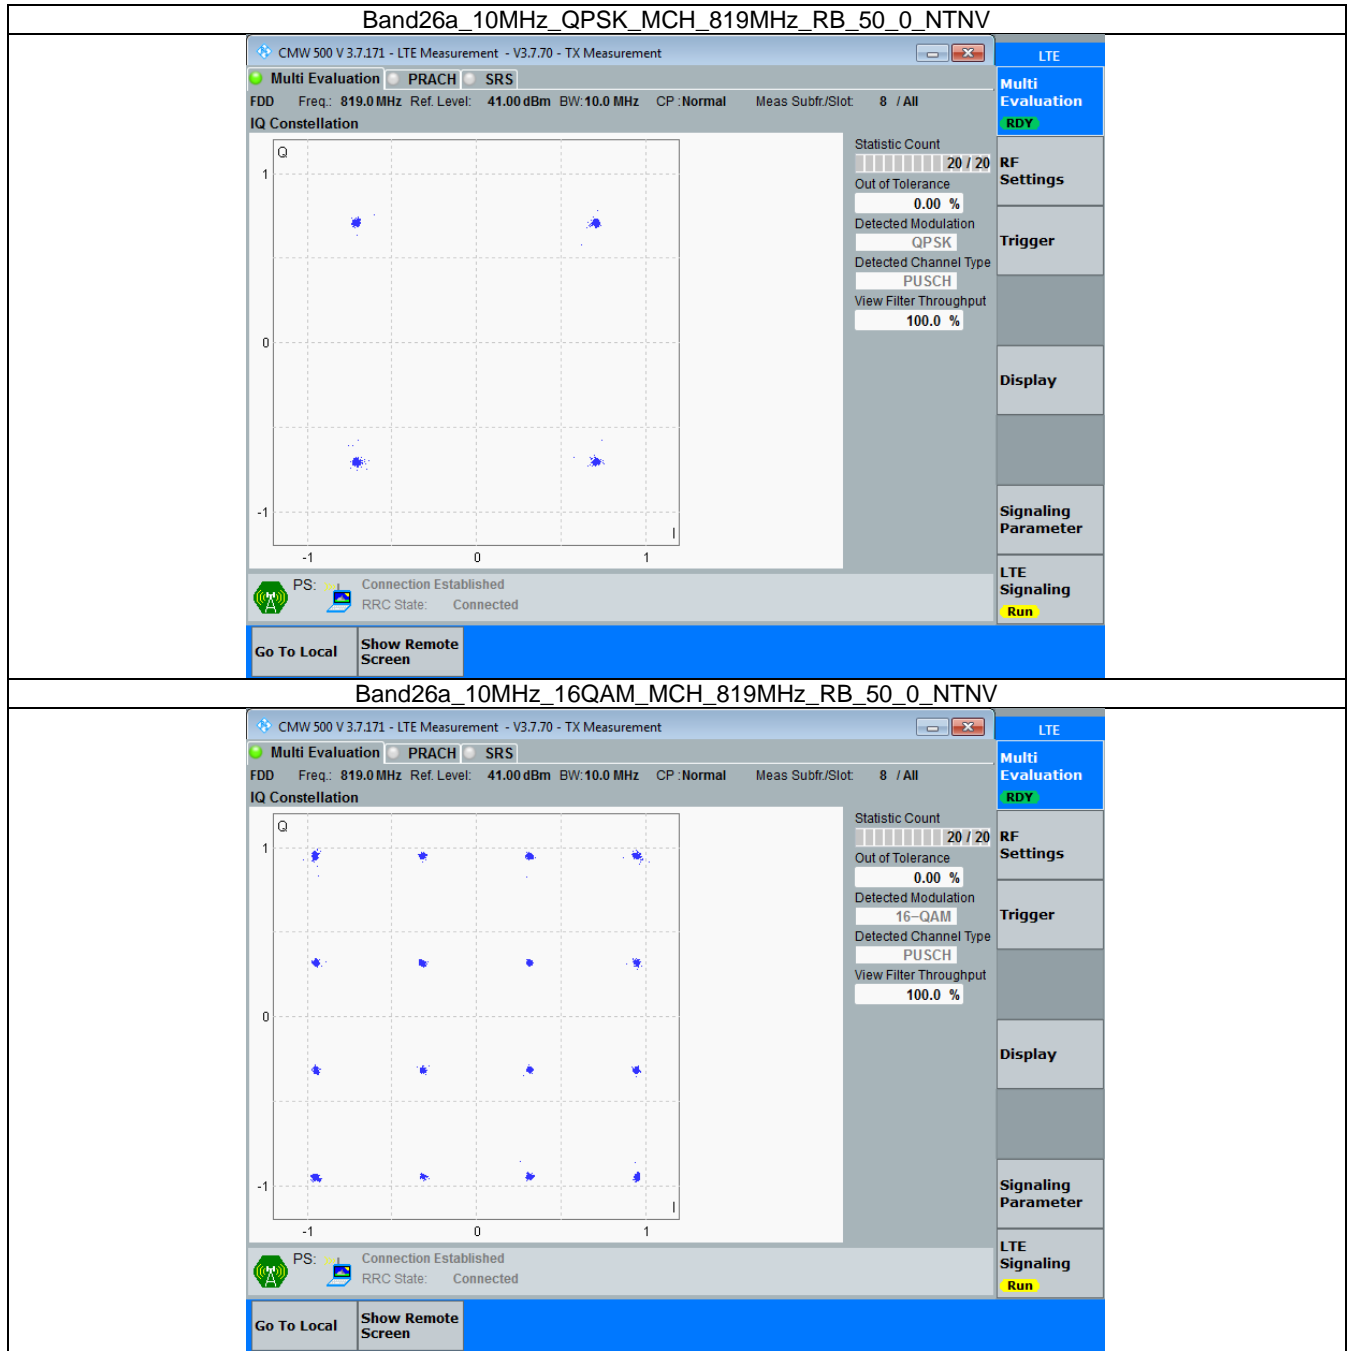 Band26a_10MHz_QPSK_MCH_819MHz_RB_50_0_NTNV
CMW 500 V 3.7.171 - LTE Measurement - V3.7.70 - TX Measurement
LTE
Multi Evaluation PRACH SRS
Multi Evaluation
RDY
FDD Freq.: 819.0 MHz Ref. Level: 41.00 dBm BW: 10.0 MHz CP : Normal Meas Subfr./Slot: 8 / All
IQ Constellation
Q
1
0
-1
I
-1 0 1
Statistic Count
20 / 20
Out of Tolerance
0.00 %
Detected Modulation
QPSK
Detected Channel Type
PUSCH
View Filter Throughput
100.0 %
RF
Settings
Trigger
Display
Signaling
Parameter
LTE
Signaling
Run
PS: Connection Established
RRC State: Connected
Go To Local
Show Remote
Screen
Band26a_10MHz_16QAM_MCH_819MHz_RB_50_0_NTNV
CMW 500 V 3.7.171 - LTE Measurement - V3.7.70 - TX Measurement
LTE
Multi Evaluation PRACH SRS
Multi
Evaluation
RDY
FDD Freq.: 819.0 MHz Ref. Level: 41.00 dBm BW: 10.0 MHz CP : Normal Meas Subfr./Slot: 8 / All
IQ Constellation
Q
1
0
-1
I
-1 0 1
Statistic Count
20 / 20
Out of Tolerance
0.00 %
Detected Modulation
16-QAM
Detected Channel Type
PUSCH
View Filter Throughput
100.0 %
RF
Settings
Trigger
Display
Signaling
Parameter
LTE
Signaling
Run
PS: Connection Established
RRC State: Connected
Go To Local
Show Remote
Screen